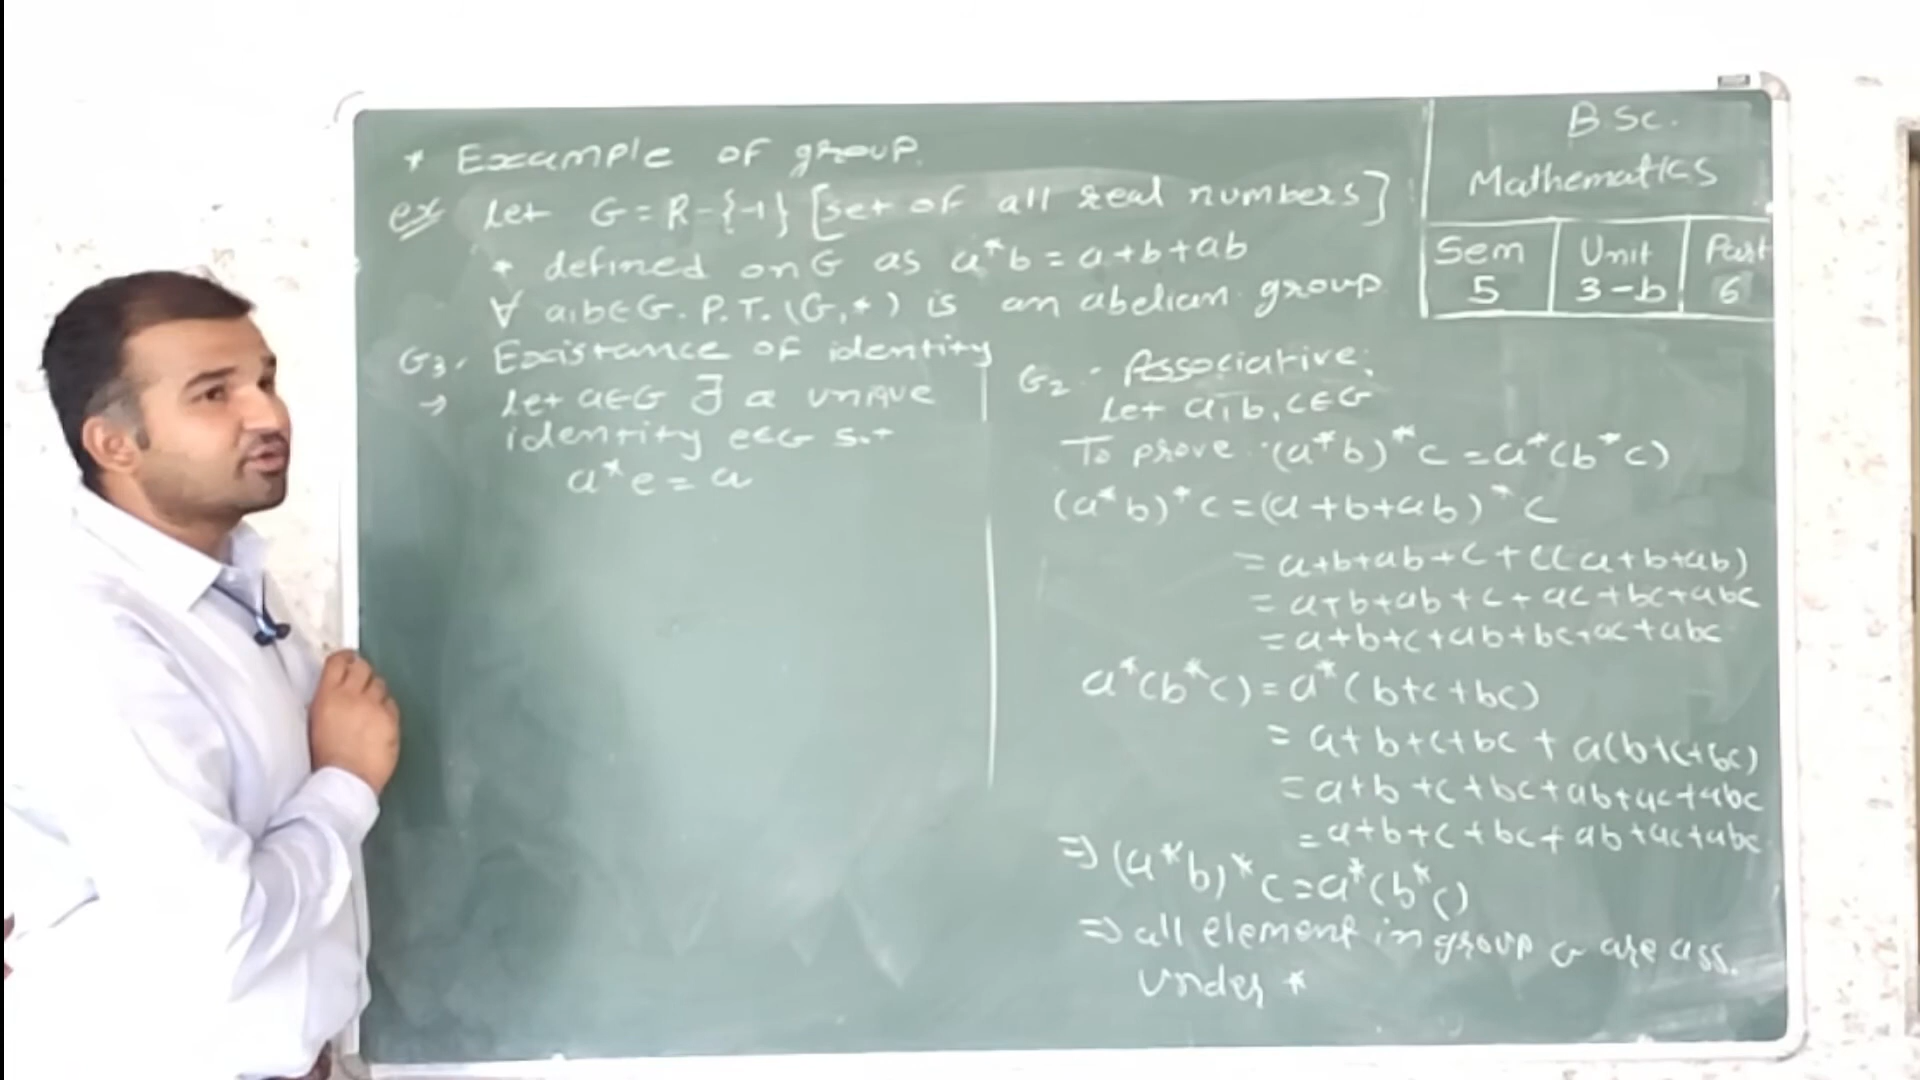 * Example of group.
ex Let G = R-{-1} [set of all real numbers]
* defined on G as a*b = a+b+ab
∀ a,b∈G. P.T. (G,*) is an abelian group
G3. Existance of identity
→ Let a∈G ∃ a unique
identity e∈G s.t
a*e = a
B.Sc.
Mathematics
Sem Unit Part
5 3-b 6
G2 - Associative:
Let a,b,c∈G
To prove (a*b)*c = a*(b*c)
(a*b)*c = (a+b+ab)*c
= a+b+ab+c+c(a+b+ab)
= a+b+ab+c+ac+bc+abc
= a+b+c+ab+bc+ac+abc
a*(b*c) = a*(b+c+bc)
= a+b+c+bc+a(b+c+bc)
= a+b+c+bc+ab+ac+abc
= a+b+c+bc+ab+ac+abc
⇒ (a*b)*c = a*(b*c)
⇒ all element in group G are ass.
under *